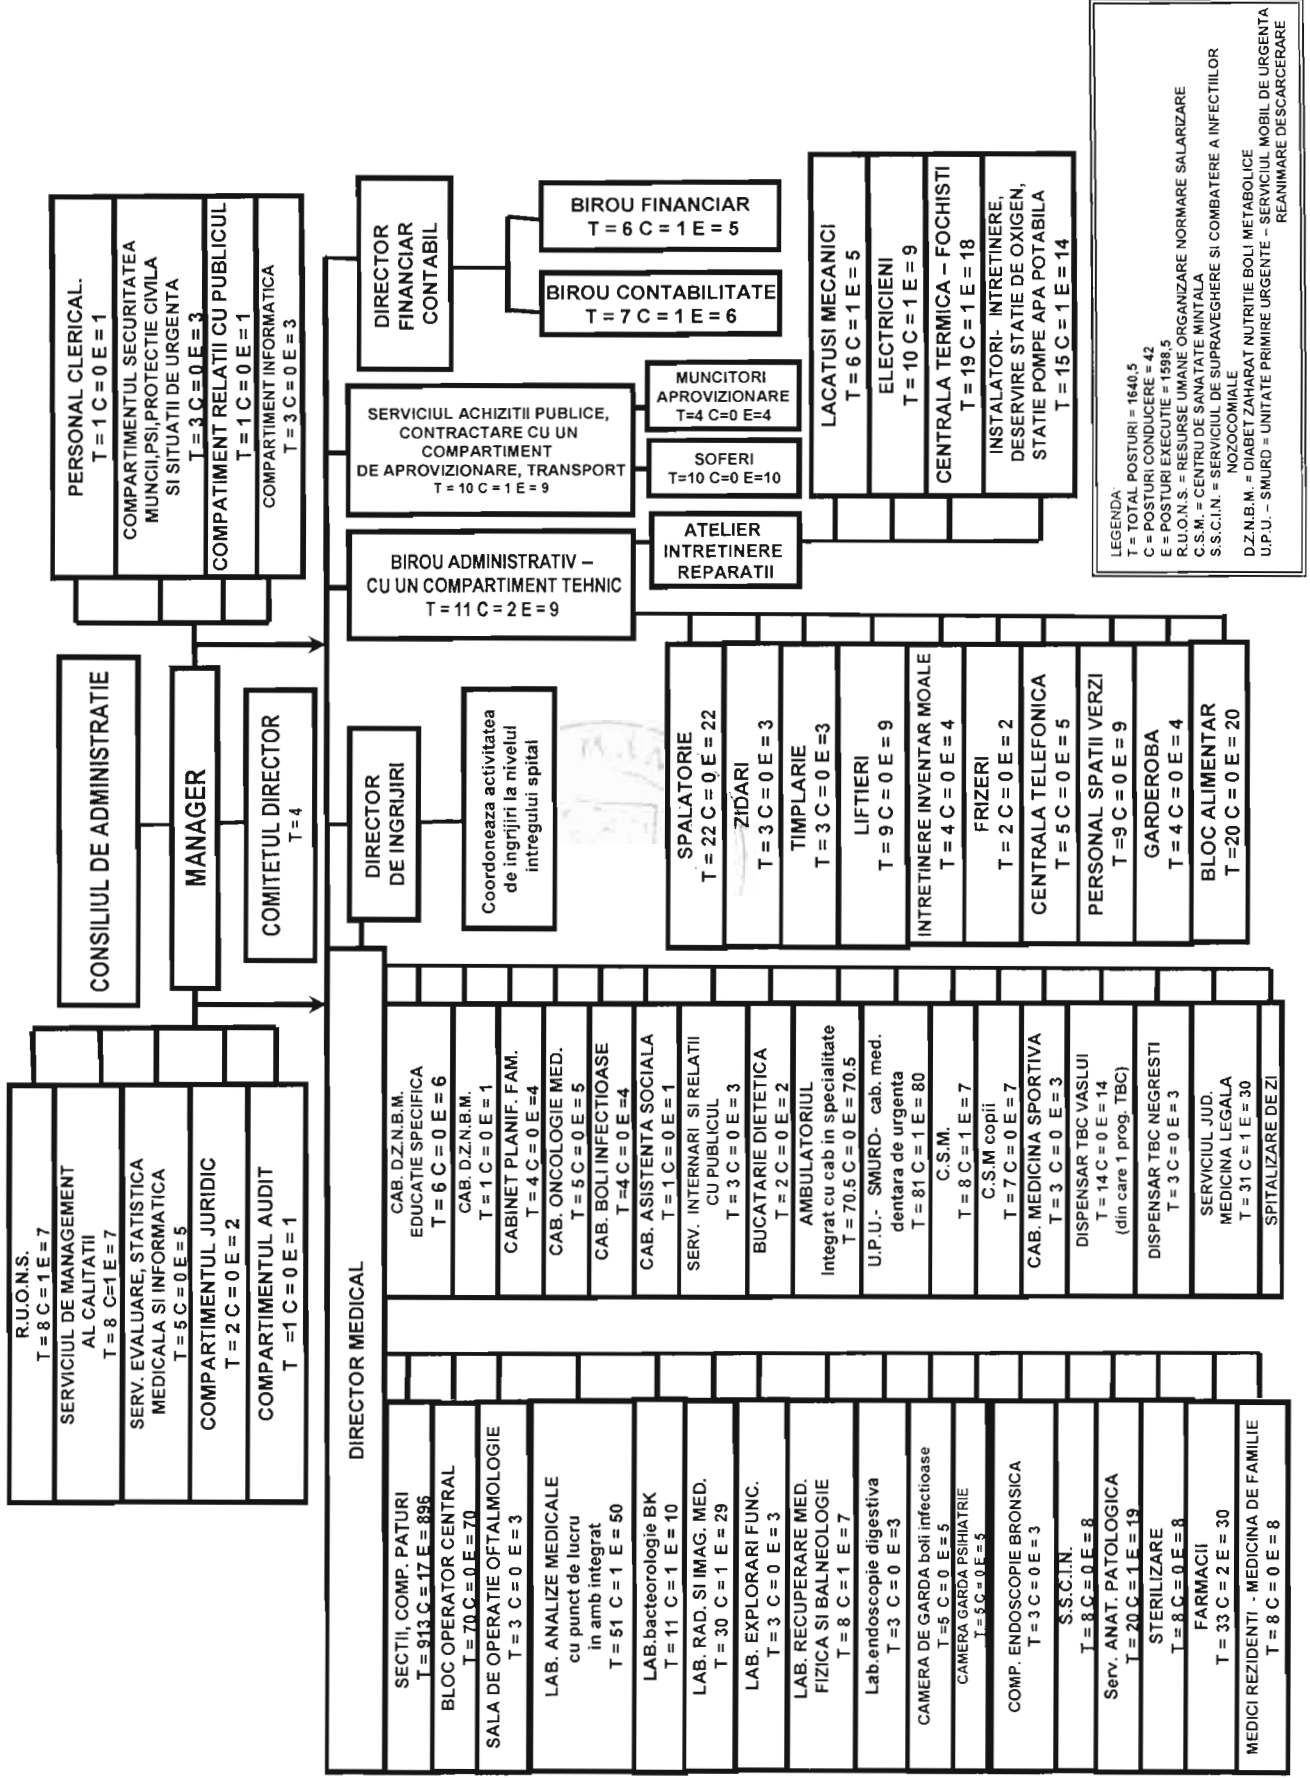 CONSILIUL DE ADMINISTRATIE
MANAGER
COMITETUL DIRECTOR
T=4
R.U.O.N.S.
T = 8 C = 1 E = 7
SERVICIUL DE MANAGEMENT
AL CALITATII
T = 8 C=1 E = 7
SERV. EVALUARE, STATISTICA
MEDICALA SI INFORMATICA
T = 5 C = 0 E = 5
COMPARTIMENTUL JURIDIC
T = 2 C = 0 E = 2
COMPARTIMENTUL AUDIT
T =1 C = 0 E = 1
PERSONAL CLERICAL.
T = 1 C = 0 E = 1
COMPARTIMENTUL SECURITATEA
MUNCII,PSI,PROTECTIE CIVILA
SI SITUATII DE URGENTA
T = 3 C = 0 E = 3
COMPATIMENT RELATII CU PUBLICUL
T = 1 C = 0 E = 1
COMPARTIMENT INFORMATICA
T = 3 C = 0 E = 3
DIRECTOR MEDICAL
DIRECTOR
DE INGRIJIRI
Coordoneaza activitatea
de ingrijiri la nivelul
intregului spital
BIROU ADMINISTRATIV –
CU UN COMPARTIMENT TEHNIC
T = 11 C = 2 E = 9
SERVICIUL ACHIZITII PUBLICE,
CONTRACTARE CU UN
COMPARTIMENT
DE APROVIZIONARE, TRANSPORT
T = 10 C = 1 E = 9
DIRECTOR
FINANCIAR
CONTABIL
BIROU FINANCIAR
T = 6 C = 1 E = 5
BIROU CONTABILITATE
T = 7 C = 1 E = 6
MUNCITORI
APROVIZIONARE
T=4 C=0 E=4
SOFERI
T=10 C=0 E=10
ATELIER
INTRETINERE
REPARATII
LACATUSI MECANICI
T = 6 C = 1 E = 5
ELECTRICIENI
T = 10 C = 1 E = 9
CENTRALA TERMICA – FOCHISTI
T = 19 C = 1 E = 18
INSTALATORI- INTRETINERE,
DESERVIRE STATIE DE OXIGEN,
STATIE POMPE APA POTABILA
T = 15 C = 1 E = 14
SPALATORIE
T = 22 C = 0 E = 22
ZIDARI
T = 3 C = 0 E = 3
TIMPLARIE
T = 3 C = 0 E =3
LIFTIERI
T = 9 C = 0 E = 9
INTRETINERE INVENTAR MOALE
T = 4 C = 0 E = 4
FRIZERI
T = 2 C = 0 E = 2
CENTRALA TELEFONICA
T = 5 C = 0 E = 5
PERSONAL SPATII VERZI
T =9 C = 0 E = 9
GARDEROBA
T = 4 C = 0 E = 4
BLOC ALIMENTAR
T =20 C = 0 E = 20
CAB. D.Z.N.B.M.
EDUCATIE SPECIFICA
T = 6 C = 0 E = 6
CAB. D.Z.N.B.M.
T = 1 C = 0 E = 1
CABINET PLANIF. FAM.
T = 4 C = 0 E =4
CAB. ONCOLOGIE MED.
T = 5 C = 0 E = 5
CAB. BOLI INFECTIOASE
T =4 C = 0 E =4
CAB. ASISTENTA SOCIALA
T = 1 C = 0 E = 1
SERV. INTERNARI SI RELATII
CU PUBLICUL
T = 3 C = 0 E = 3
BUCATARIE DIETETICA
T = 2 C = 0 E = 2
AMBULATORIUL
Integrat cu cab in specialitate
T = 70.5 C = 0 E = 70.5
U.P.U.- SMURD- cab. med.
dentara de urgenta
T = 81 C = 1 E = 80
C.S.M.
T = 8 C = 1 E = 7
C.S.M copii
T = 7 C = 0 E = 7
CAB. MEDICINA SPORTIVA
T = 3 C = 0 E = 3
DISPENSAR TBC VASLUI
T = 14 C = 0 E = 14
(din care 1 prog. TBC)
DISPENSAR TBC NEGRESTI
T = 3 C = 0 E = 3
SERVICIUL JUD.
MEDICINA LEGALA
T = 31 C = 1 E = 30
SPITALIZARE DE ZI
SECTII, COMP. PATURI
T = 913 C = 17 E = 896
BLOC OPERATOR CENTRAL
T = 70 C = 0 E = 70
SALA DE OPERATIE OFTALMOLOGIE
T = 3 C = 0 E = 3
LAB. ANALIZE MEDICALE
cu punct de lucru
in amb integrat
T = 51 C = 1 E = 50
LAB.bacteorologie BK
T = 11 C = 1 E = 10
LAB. RAD. SI IMAG. MED.
T = 30 C = 1 E = 29
LAB. EXPLORARI FUNC.
T = 3 C = 0 E = 3
LAB. RECUPERARE MED.
FIZICA SI BALNEOLOGIE
T = 8 C = 1 E = 7
Lab.endoscopie digestiva
T =3 C = 0 E =3
CAMERA DE GARDA boli infectioase
T =5 C = 0 E = 5
CAMERA GARDA PSIHIATRIE
T = 5 C = 0 E = 5
COMP. ENDOSCOPIE BRONSICA
T = 3 C = 0 E = 3
S.S.C.I.N.
T = 8 C = 0 E = 8
Serv. ANAT. PATOLOGICA
T = 20 C = 1 E = 19
STERILIZARE
T = 8 C = 0 E = 8
FARMACII
T = 33 C = 2 E = 30
MEDICI REZIDENTI - MEDICINA DE FAMILIE
T = 8 C = 0 E = 8
LEGENDA:
T = TOTAL POSTURI = 1640,5
C = POSTURI CONDUCERE = 42
E = POSTURI EXECUTIE = 1598,5
R.U.O.N.S. = RESURSE UMANE ORGANIZARE NORMARE SALARIZARE
C.S.M. = CENTRU DE SANATATE MINTALA
S.S.C.I.N. = SERVICIUL DE SUPRAVEGHERE SI COMBATERE A INFECTIILOR
NOZOCOMIALE
D.Z.N.B.M. = DIABET ZAHARAT NUTRITIE BOLI METABOLICE
U.P.U. – SMURD = UNITATE PRIMIRE URGENTE – SERVICIUL MOBIL DE URGENTA
REANIMARE DESCARCERARE